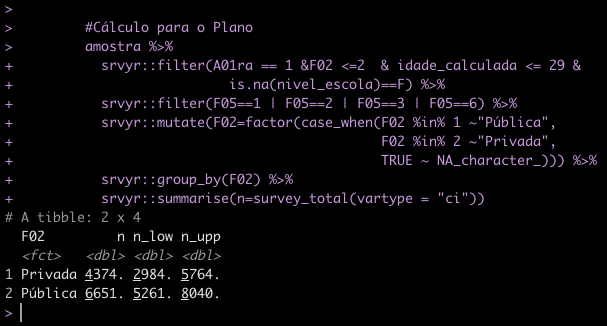 >
>         #Cálculo para o Plano
>         amostra %>%
+           srvyr::filter(A01ra == 1 &F02 <=2  & idade_calculada <= 29 &
+                           is.na(nivel_escola)==F) %>%
+           srvyr::filter(F05==1 | F05==2 | F05==3 | F05==6) %>%
+           srvyr::mutate(F02=factor(case_when(F02 %in% 1 ~"Pública",
+                                              F02 %in% 2 ~"Privada",
+                                              TRUE ~ NA_character_))) %>%
+           srvyr::group_by(F02) %>%
+           srvyr::summarise(n=survey_total(vartype = "ci"))
# A tibble: 2 x 4
  F02         n n_low n_upp
  <fct>   <dbl> <dbl> <dbl>
1 Privada 4374. 2984. 5764.
2 Pública 6651. 5261. 8040.
>